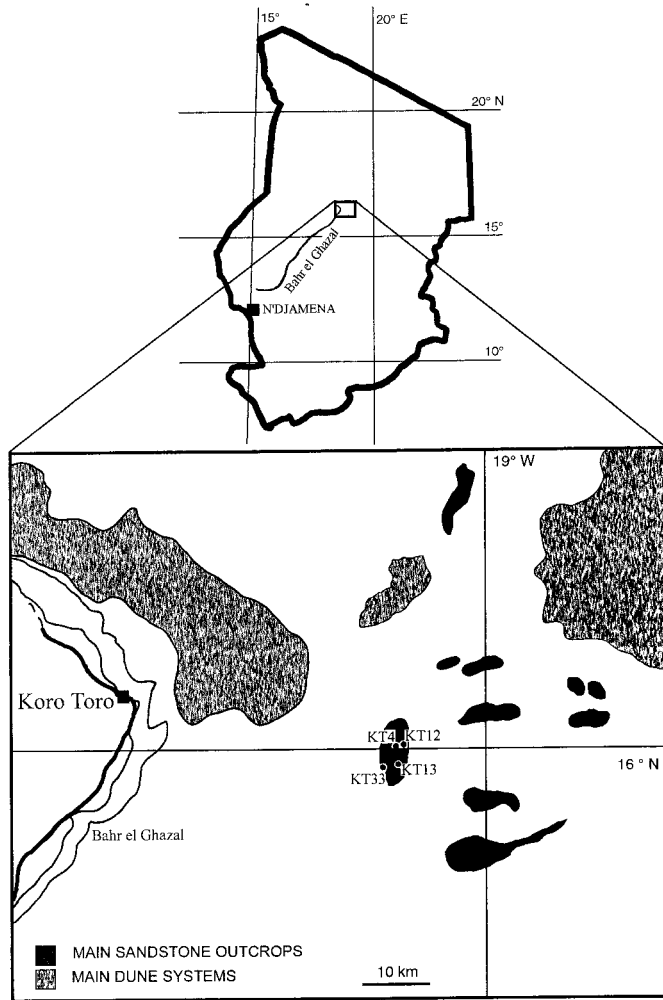 15°
20° E
20° N
15°
Bahr el Ghazal
N'DJAMENA
10°
19° W
Koro Toro
KT4 KT12
16° N
KT33 KT13
Bahr el Ghazal
MAIN SANDSTONE OUTCROPS
MAIN DUNE SYSTEMS
10 km